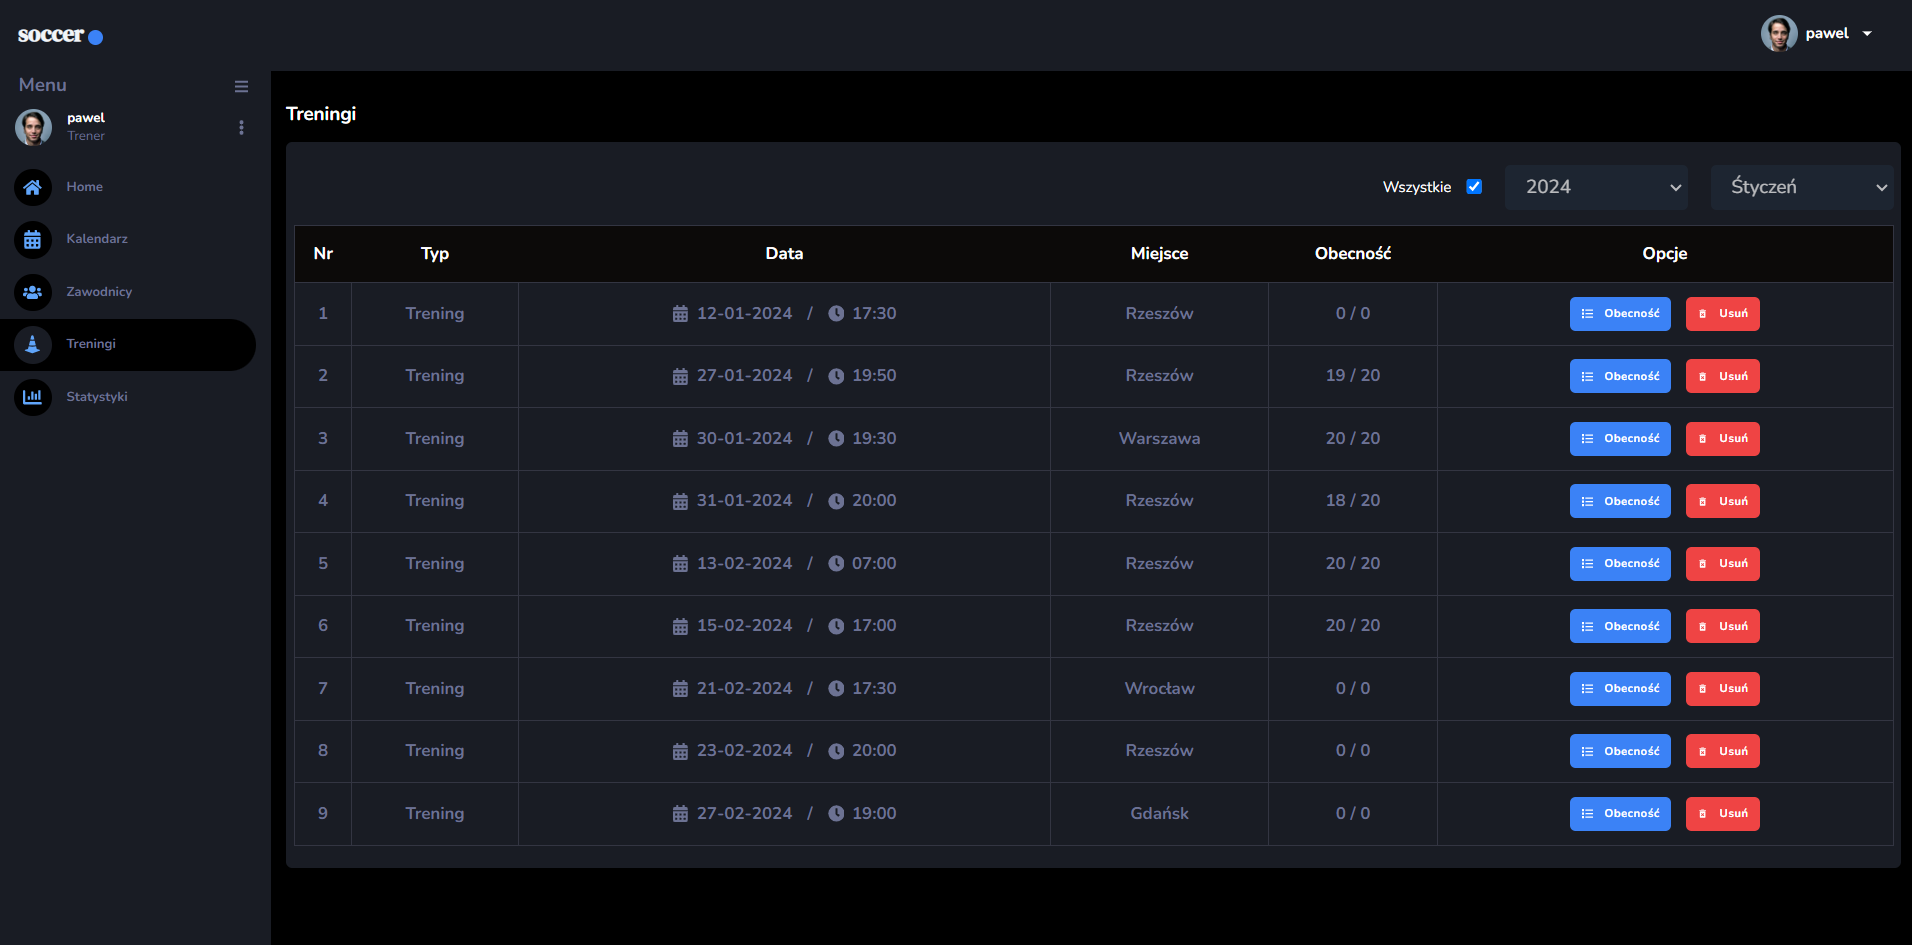 soccer
pawel
Menu
pawel
Trener
Home
Kalendarz
Zawodnicy
Treningi
Statystyki
Treningi
Wszystkie 2024 Styczeń
Nr Typ Data Miejsce Obecność Opcje
1 Trening 12-01-2024 / 17:30 Rzeszów 0 / 0 Obecność Usuń
2 Trening 27-01-2024 / 19:50 Rzeszów 19 / 20 Obecność Usuń
3 Trening 30-01-2024 / 19:30 Warszawa 20 / 20 Obecność Usuń
4 Trening 31-01-2024 / 20:00 Rzeszów 18 / 20 Obecność Usuń
5 Trening 13-02-2024 / 07:00 Rzeszów 20 / 20 Obecność Usuń
6 Trening 15-02-2024 / 17:00 Rzeszów 20 / 20 Obecność Usuń
7 Trening 21-02-2024 / 17:30 Wrocław 0 / 0 Obecność Usuń
8 Trening 23-02-2024 / 20:00 Rzeszów 0 / 0 Obecność Usuń
9 Trening 27-02-2024 / 19:00 Gdańsk 0 / 0 Obecność Usuń